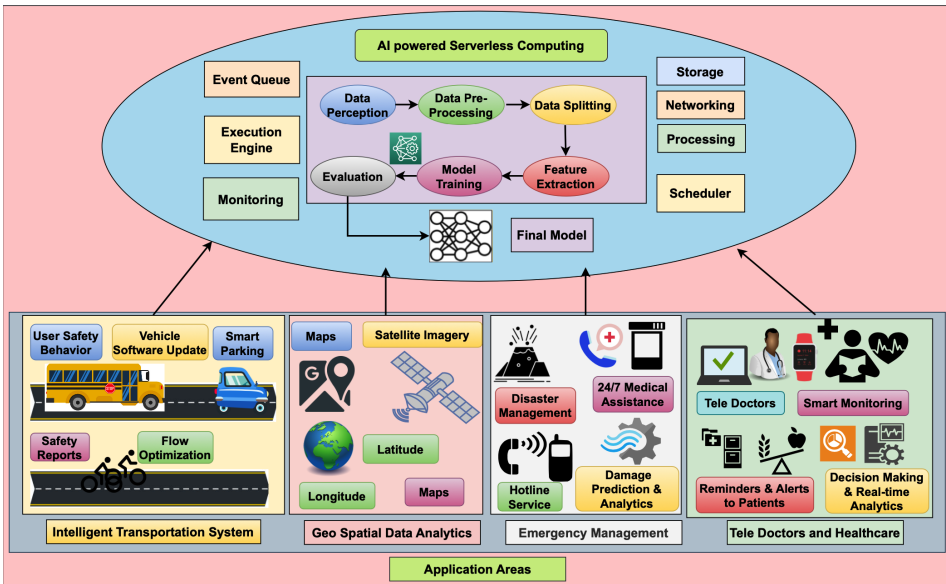 AI powered Serverless Computing
Event Queue
Execution
Engine
Monitoring
Data
Perception
Data Pre-
Processing
Data Splitting
Evaluation
Model
Training
Feature
Extraction
Final Model
Storage
Networking
Processing
Scheduler
User Safety
Behavior
Vehicle
Software Update
Smart
Parking
STOP
Safety
Reports
Flow
Optimization
Intelligent Transportation System
Maps
Satellite Imagery
G
Latitude
Longitude
Maps
Geo Spatial Data Analytics
Disaster
Management
24/7 Medical
Assistance
Hotline
Service
Damage
Prediction &
Analytics
Emergency Management
Tele Doctors
Smart Monitoring
Reminders & Alerts
to Patients
Decision Making
& Real-time
Analytics
Tele Doctors and Healthcare
Application Areas